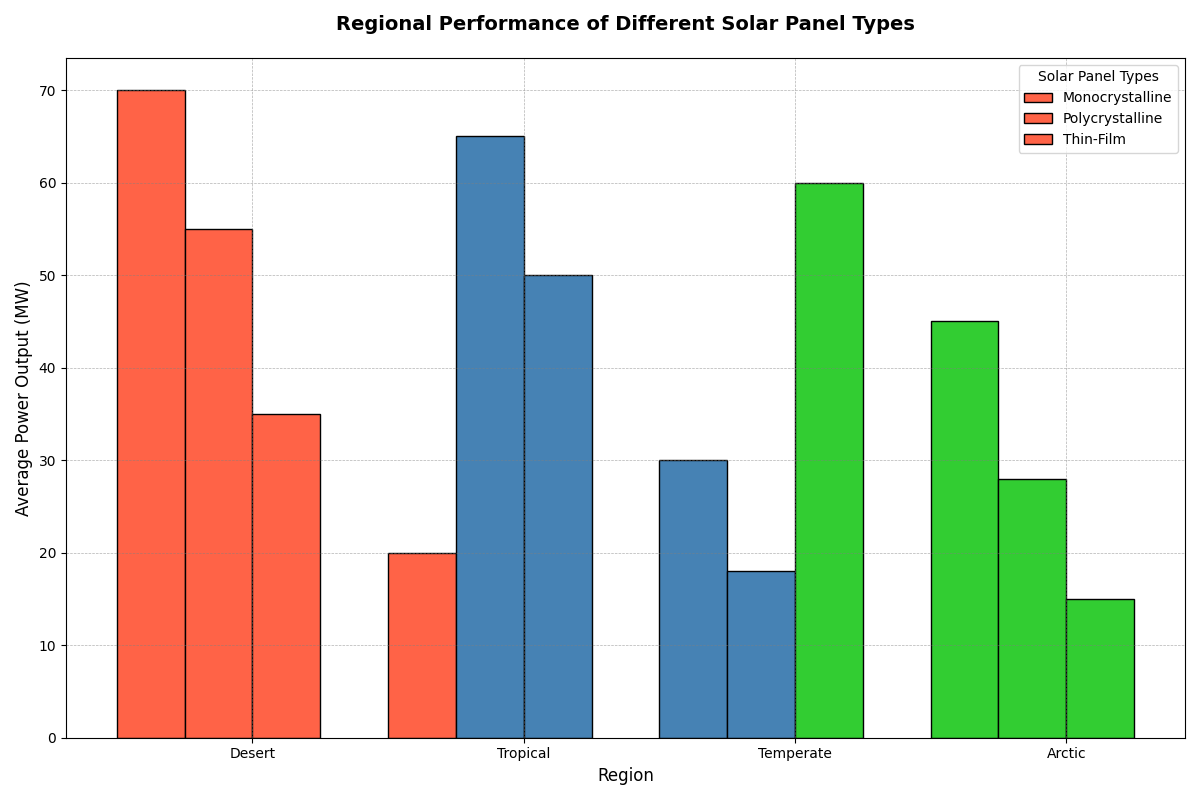 Regional Performance of Different Solar Panel Types
Solar Panel Types
Monocrystalline
Polycrystalline
Thin-Film
Average Power Output (MW)
70
60
50
40
30
20
10
0
Desert
Tropical
Temperate
Arctic
Region